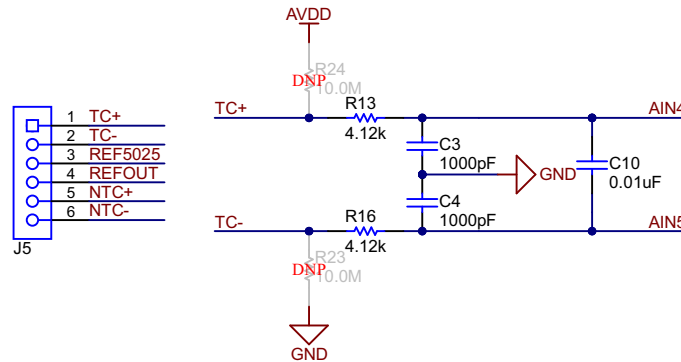 AVDD
R24
DNP
10.0M
TC+
R13
4.12k
AIN4
1 TC+
2 TC-
3 REF5025
4 REFOUT
5 NTC+
6 NTC-
J5
C3
1000pF
GND
C10
0.01uF
C4
1000pF
TC-
R16
4.12k
AIN5
R23
DNP
10.0M
GND